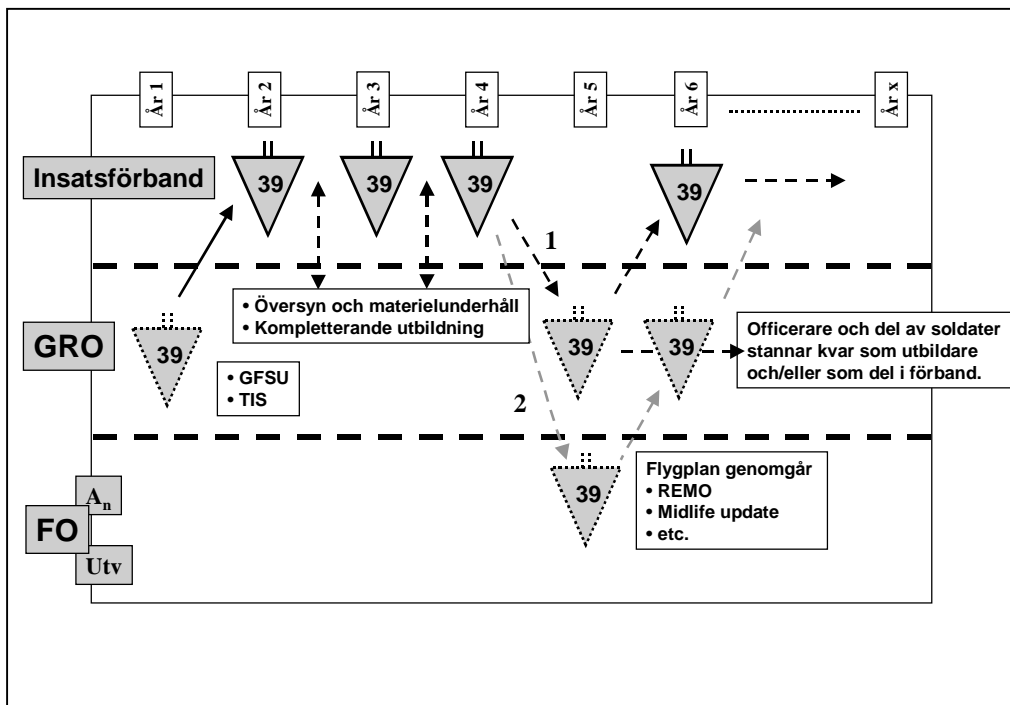 År 1
År 2
År 3
År 4
År 5
År 6
År x
Insatsförband
39
39
39
39
1
• Översyn och materielunderhåll
• Kompletterande utbildning
GRO
39
• GFSU
• TIS
39
39
Officerare och del av soldater
stannar kvar som utbildare
och/eller som del i förband.
2
An
FO
Utv
39
Flygplan genomgår
• REMO
• Midlife update
• etc.